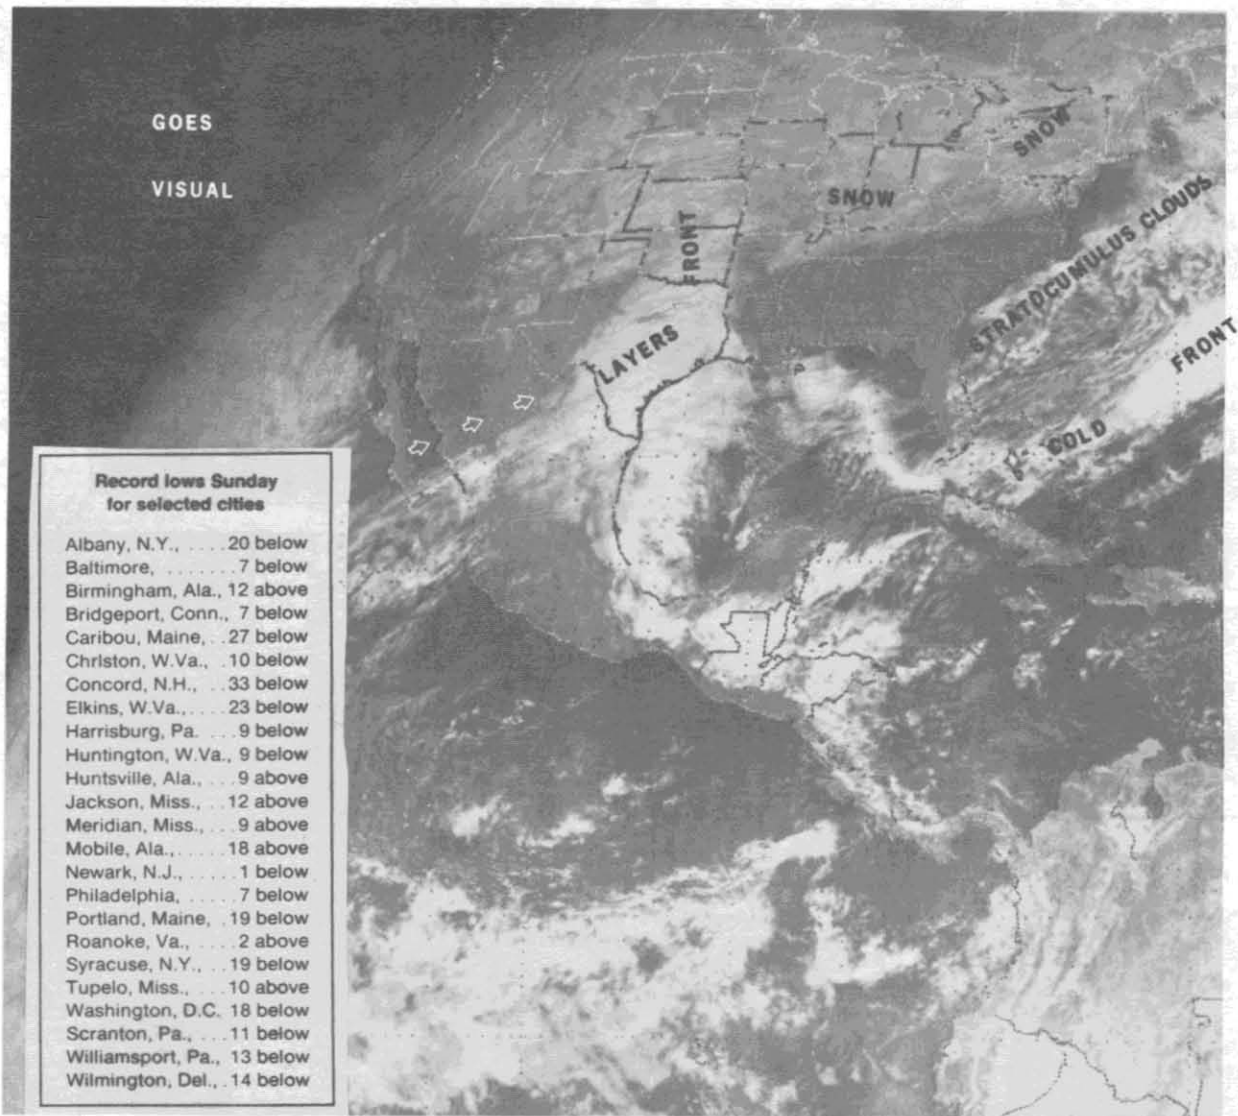 GOES
VISUAL
SNOW
SNOW
FRONT
STRATOCUMULUS CLOUDS
LAYERS
FRONT
COLD
Record lows Sunday
for selected cities
Albany, N.Y., . . . . 20 below
Baltimore, . . . . . . . 7 below
Birmingham, Ala., 12 above
Bridgeport, Conn., 7 below
Caribou, Maine, . . 27 below
Chrlston, W.Va., . 10 below
Concord, N.H., . . 33 below
Elkins, W.Va., . . . . 23 below
Harrisburg, Pa. . . . 9 below
Huntington, W.Va., 9 below
Huntsville, Ala., . . . 9 above
Jackson, Miss., . . 12 above
Meridian, Miss., . . . 9 above
Mobile, Ala., . . . . . 18 above
Newark, N.J., . . . . . 1 below
Philadelphia, . . . . . 7 below
Portland, Maine, . 19 below
Roanoke, Va., . . . . 2 above
Syracuse, N.Y., . . 19 below
Tupelo, Miss., . . . 10 above
Washington, D.C. 18 below
Scranton, Pa., . . . 11 below
Williamsport, Pa., 13 below
Wilmington, Del., . 14 below